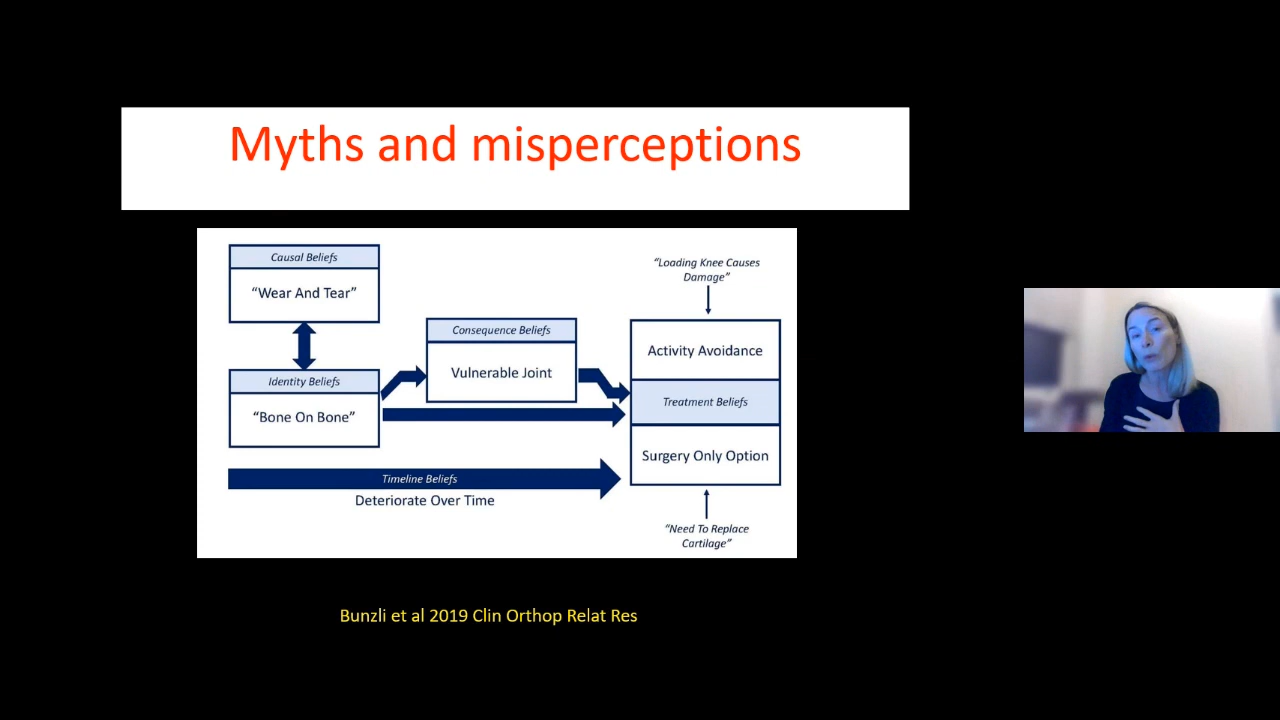 Myths and misperceptions
Causal Beliefs
“Wear And Tear”
Identity Beliefs
“Bone On Bone”
Consequence Beliefs
Vulnerable Joint
“Loading Knee Causes
Damage”
Activity Avoidance
Treatment Beliefs
Surgery Only Option
“Need To Replace
Cartilage”
Timeline Beliefs
Deteriorate Over Time
Bunzli et al 2019 Clin Orthop Relat Res